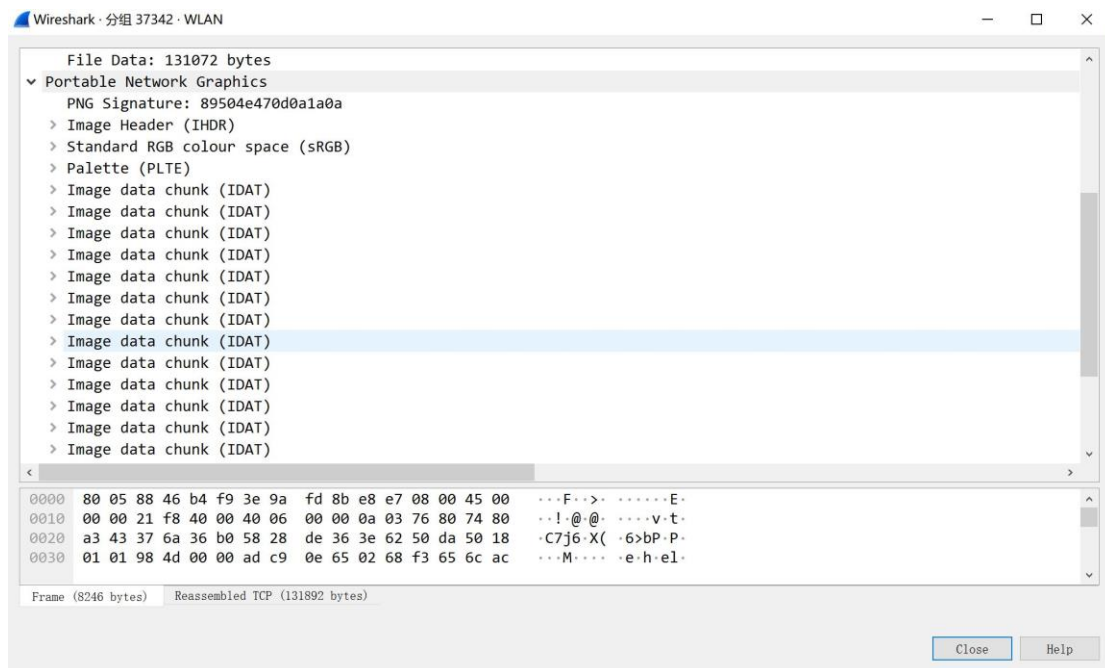 Wireshark · 分组 37342 · WLAN
File Data: 131072 bytes
Portable Network Graphics
PNG Signature: 89504e470d0a1a0a
Image Header (IHDR)
Standard RGB colour space (sRGB)
Palette (PLTE)
Image data chunk (IDAT)
Image data chunk (IDAT)
Image data chunk (IDAT)
Image data chunk (IDAT)
Image data chunk (IDAT)
Image data chunk (IDAT)
Image data chunk (IDAT)
Image data chunk (IDAT)
Image data chunk (IDAT)
Image data chunk (IDAT)
Image data chunk (IDAT)
Image data chunk (IDAT)
Image data chunk (IDAT)
0000 80 05 88 46 b4 f9 3e 9a fd 8b e8 e7 08 00 45 00 ···F··>· ······E·
0010 00 00 21 f8 40 00 40 06 00 00 0a 03 76 80 74 80 ··!·@·@· ····v·t·
0020 a3 43 37 6a 36 b0 58 28 de 36 3e 62 50 da 50 18 ·C7j6·X( ·6>bP·P·
0030 01 01 98 4d 00 00 ad c9 0e 65 02 68 f3 65 6c ac ···M···· ·e·h·el·
Frame (8246 bytes) Reassembled TCP (131892 bytes)
Close Help